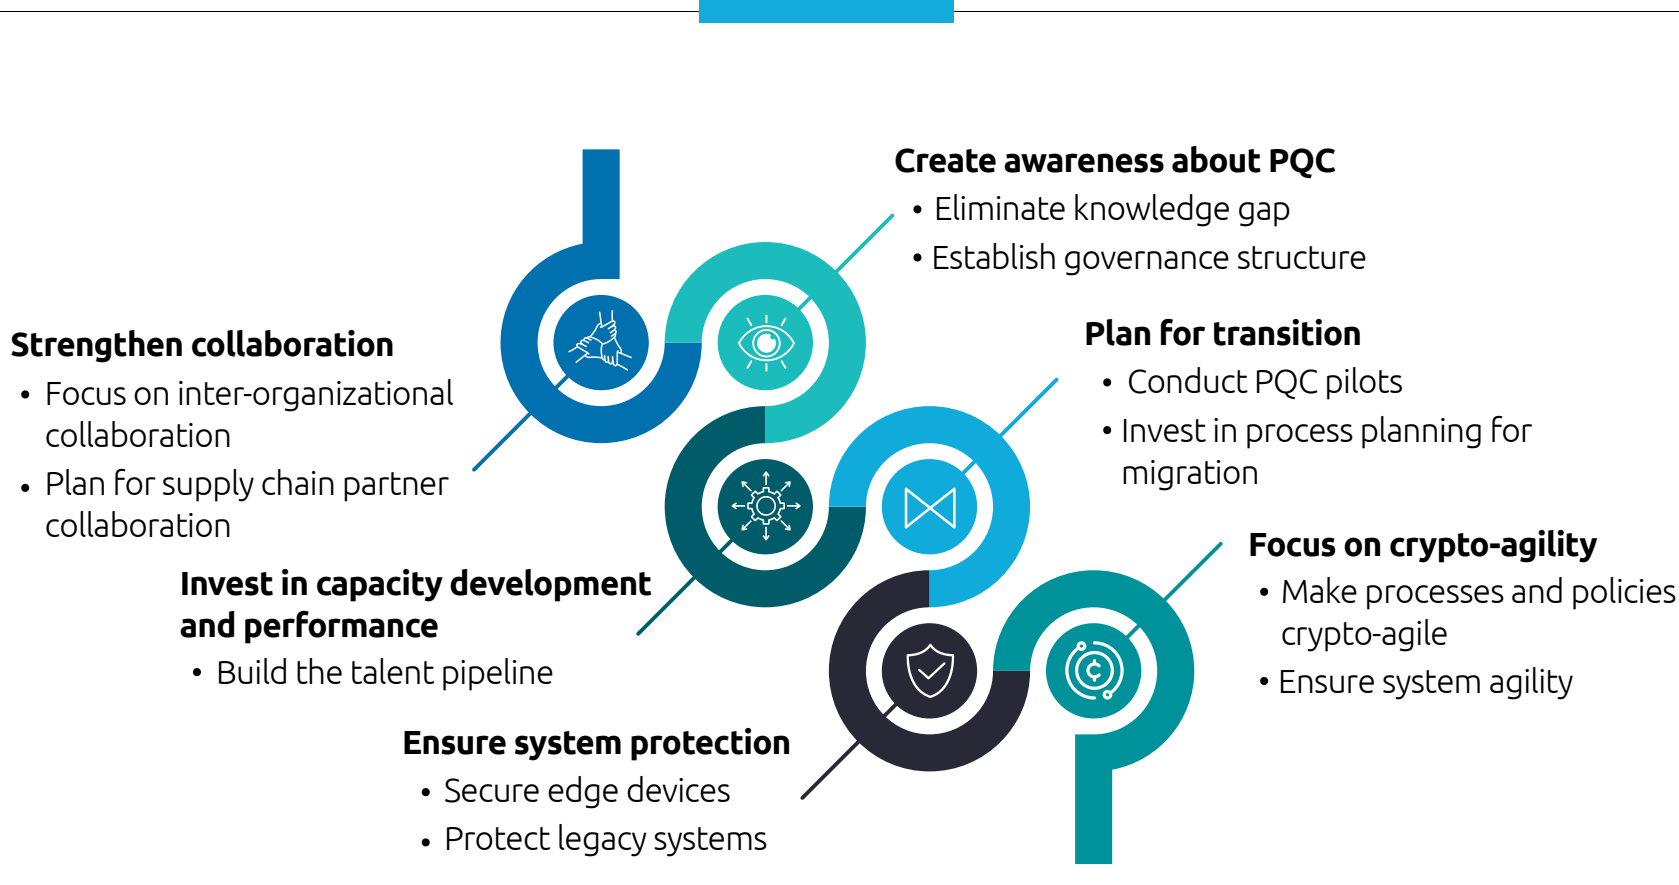 Create awareness about PQC
• Eliminate knowledge gap
• Establish governance structure
Strengthen collaboration
• Focus on inter-organizational
collaboration
• Plan for supply chain partner
collaboration
Plan for transition
• Conduct PQC pilots
• Invest in process planning for
migration
Invest in capacity development
and performance
• Build the talent pipeline
Focus on crypto-agility
• Make processes and policies
crypto-agile
• Ensure system agility
Ensure system protection
• Secure edge devices
• Protect legacy systems